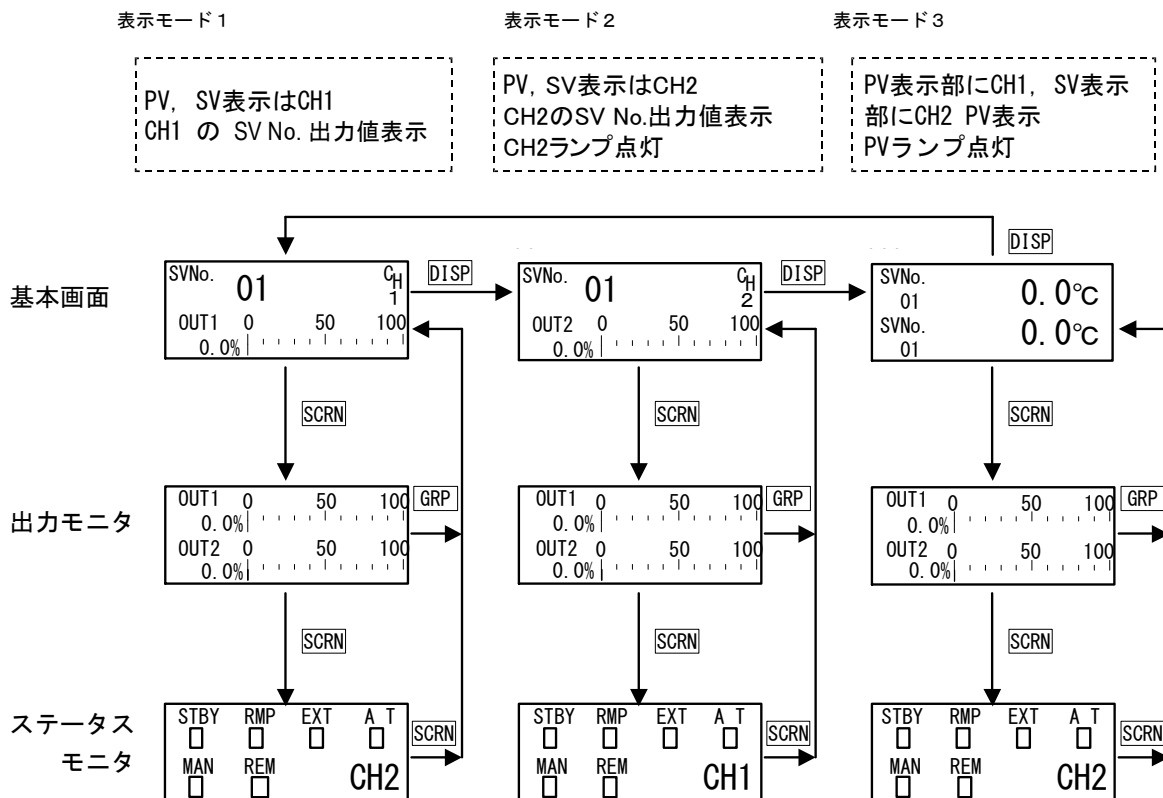 表示モード1
表示モード2
表示モード3
PV, SV表示はCH1
CH1 の SV No. 出力値表示
PV, SV表示はCH2
CH2のSV No.出力値表示
CH2ランプ点灯
PV表示部にCH1, SV表示
部にCH2 PV表示
PVランプ点灯
基本画面
SVNo. 01 CH1
OUT1 0 50 100
0.0%
DISP
SVNo. 01 CH2
OUT2 0 50 100
0.0%
DISP
DISP
SVNo.
01 0.0℃
SVNo.
01 0.0℃
SCRN
SCRN
SCRN
出力モニタ
OUT1 0 50 100
0.0%
OUT2 0 50 100
0.0%
GRP
OUT1 0 50 100
0.0%
OUT2 0 50 100
0.0%
GRP
OUT1 0 50 100
0.0%
OUT2 0 50 100
0.0%
GRP
SCRN
SCRN
SCRN
ステータス
モニタ
STBY RMP EXT A T
MAN REM CH2
SCRN
STBY RMP EXT A T
MAN REM CH1
SCRN
STBY RMP EXT A T
MAN REM CH2
SCRN